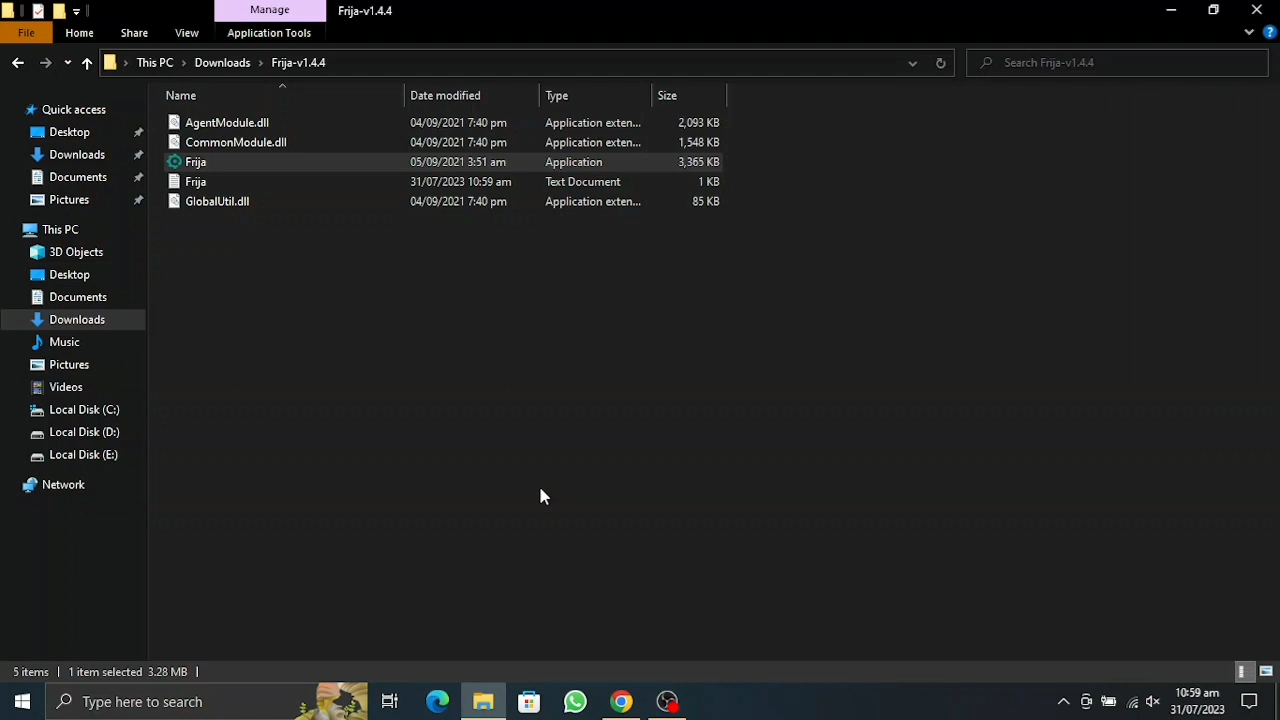 Manage
Frija-v1.4.4
File
Home
Share
View
Application Tools
?
This PC
Downloads
Frija-v1.4.4
Search Frija-v1.4.4
Name
Date modified
Type
Size
AgentModule.dll 04/09/2021 7:40 pm Application exten... 2,093 KB
CommonModule.dll 04/09/2021 7:40 pm Application exten... 1,548 KB
Frija 05/09/2021 3:51 am Application 3,365 KB
Frija 31/07/2023 10:59 am Text Document 1 KB
GlobalUtil.dll 04/09/2021 7:40 pm Application exten... 85 KB
Quick access
Desktop
Downloads
Documents
Pictures
This PC
3D Objects
Desktop
Documents
Downloads
Music
Pictures
Videos
Local Disk (C:)
Local Disk (D:)
Local Disk (E:)
Network
5 items
1 item selected 3.28 MB
Type here to search
10:59 am
31/07/2023